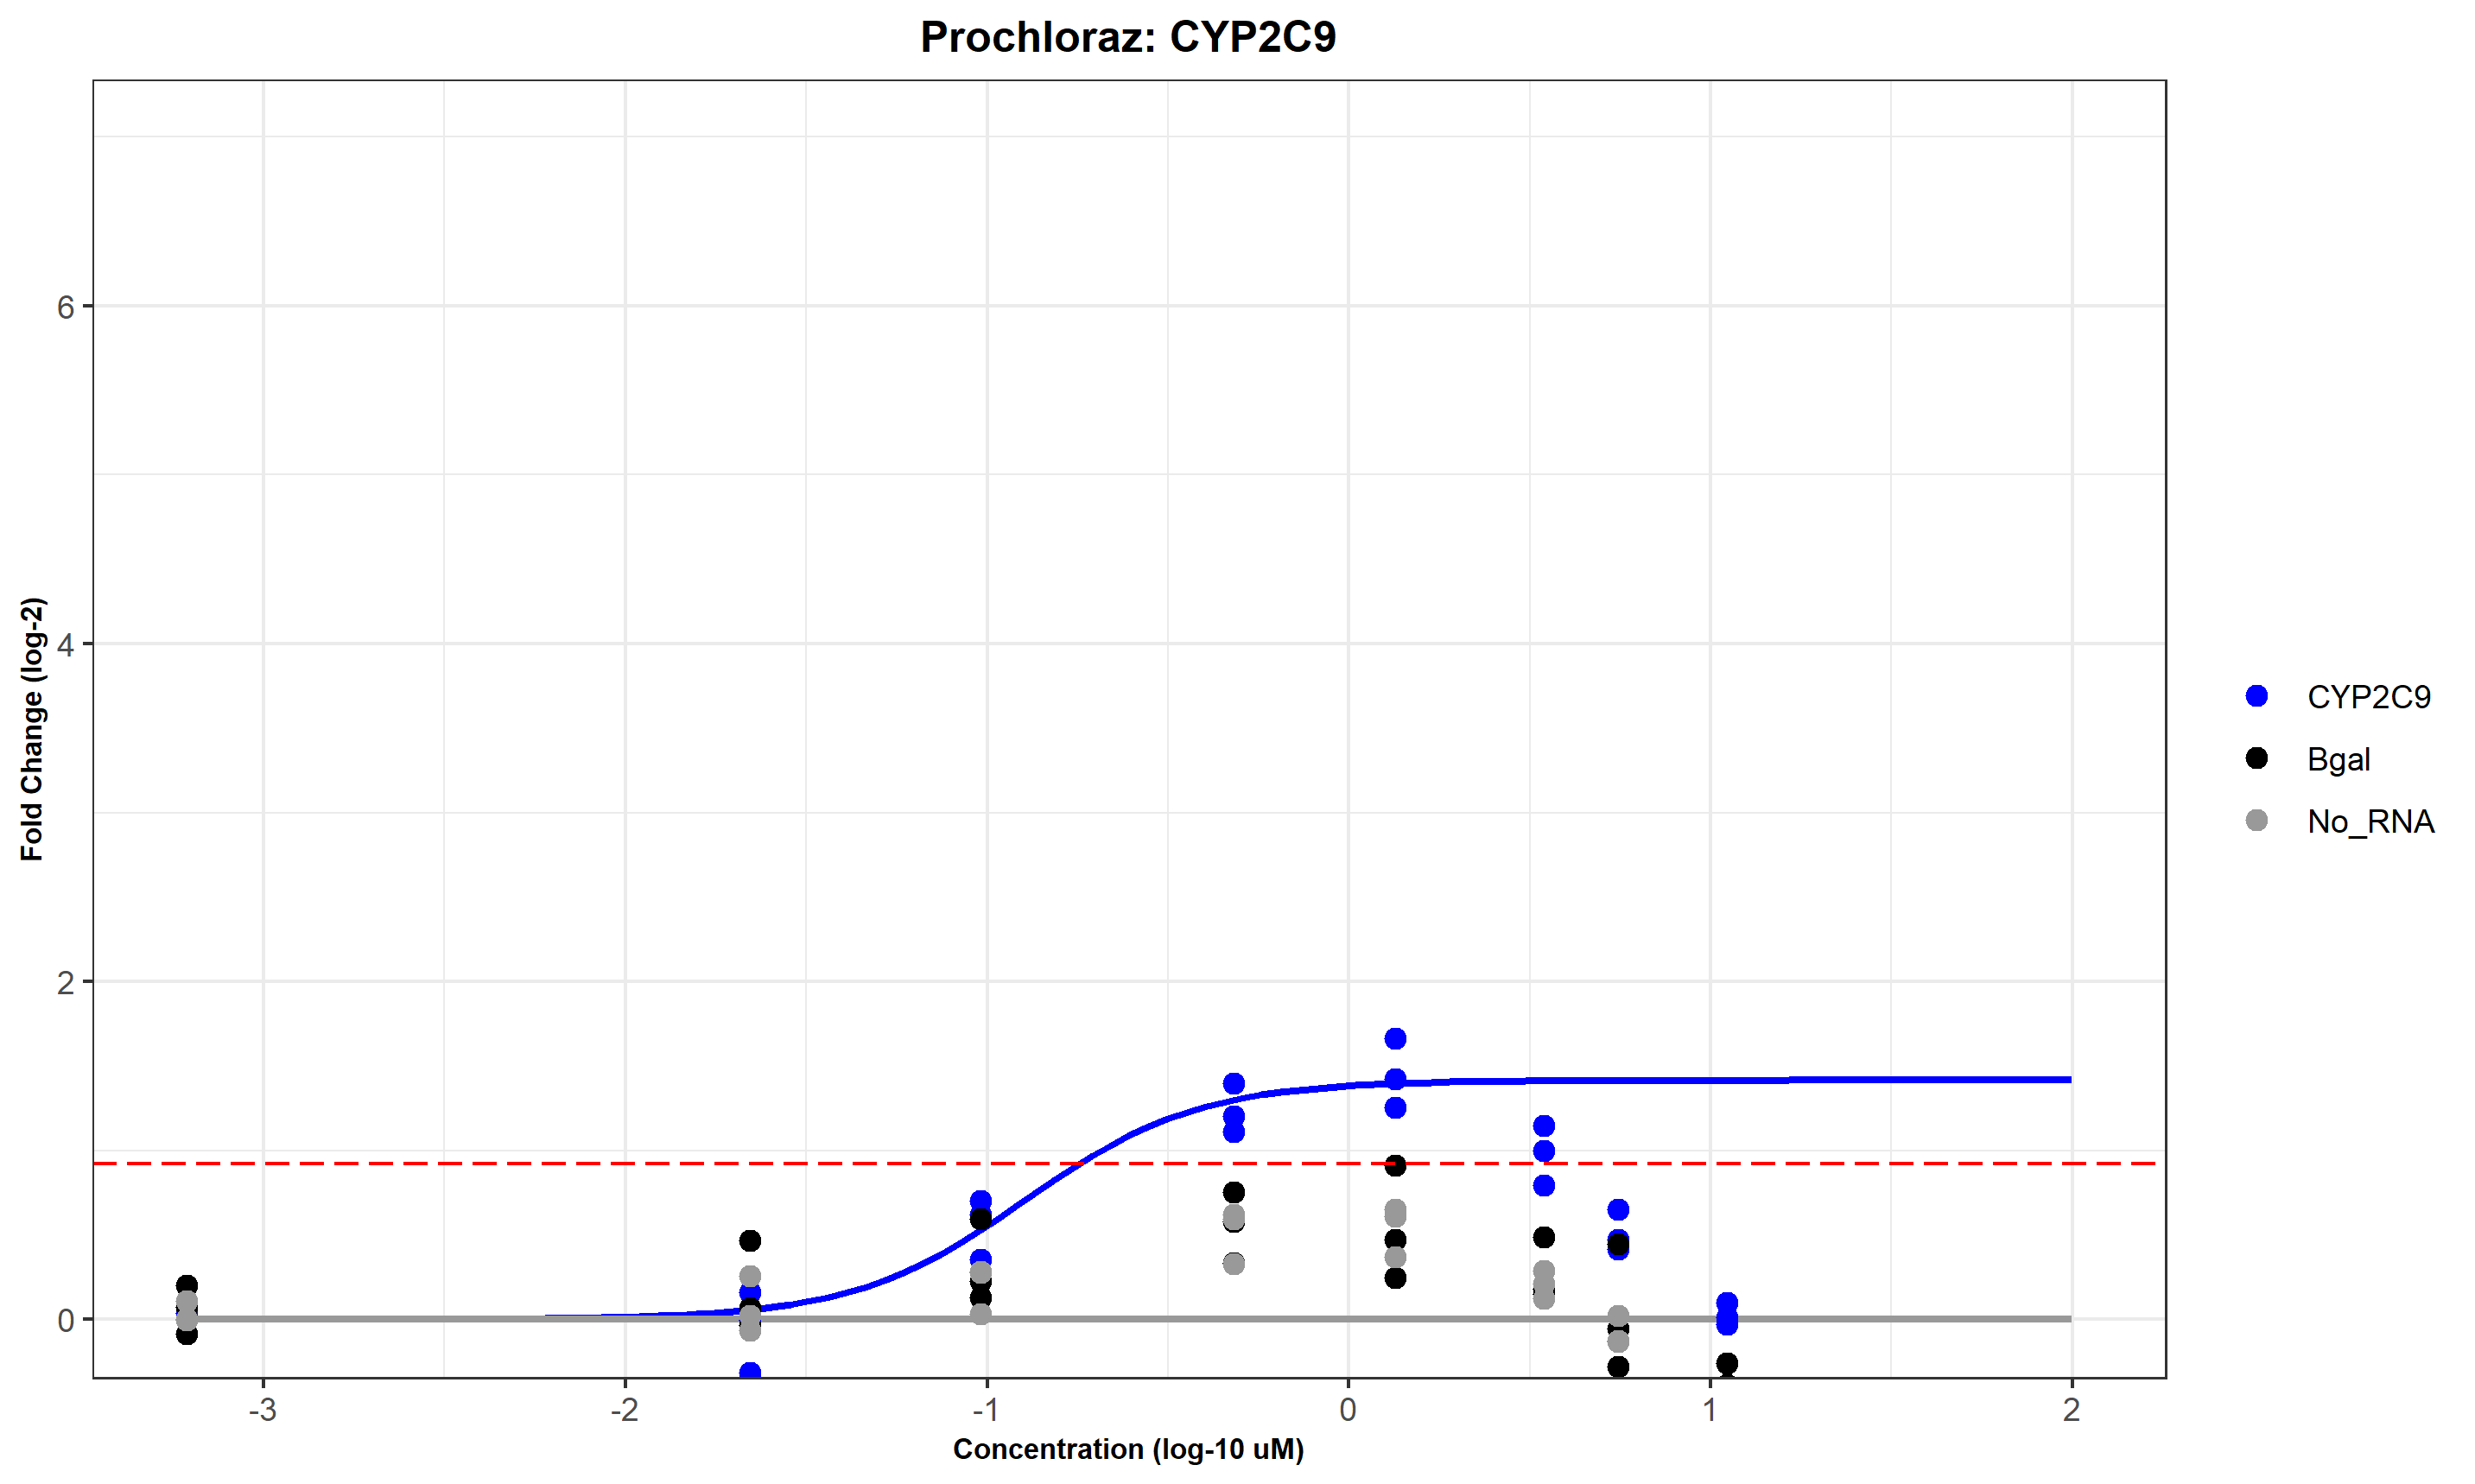 Prochloraz: CYP2C9
Fold Change (log-2)
6
4
2
0
-3
-2
-1
0
1
2
Concentration (log-10 uM)
CYP2C9
Bgal
No_RNA